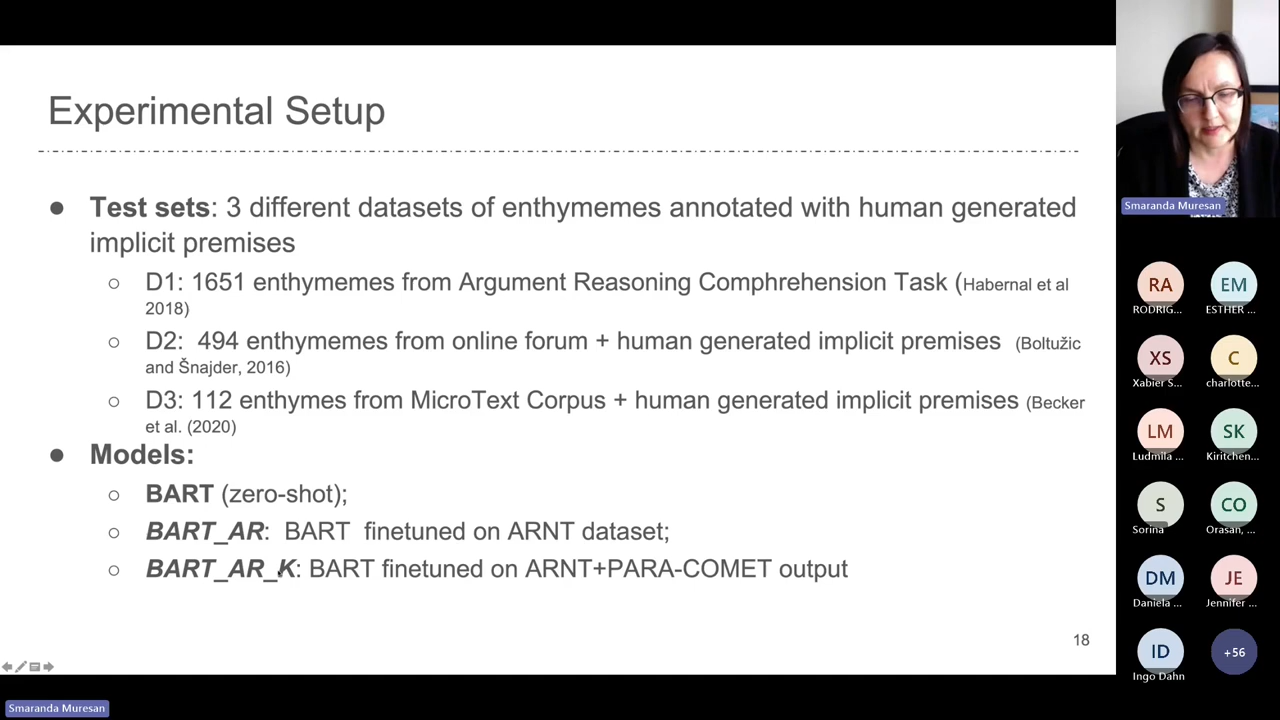 Experimental Setup
● Test sets: 3 different datasets of enthymemes annotated with human generated
implicit premises
○ D1: 1651 enthymemes from Argument Reasoning Comphrehension Task (Habernal et al
2018)
○ D2: 494 enthymemes from online forum + human generated implicit premises (Boltužic
and Šnajder, 2016)
○ D3: 112 enthymes from MicroText Corpus + human generated implicit premises (Becker
et al. (2020)
● Models:
○ BART (zero-shot);
○ BART_AR: BART finetuned on ARNT dataset;
○ BART_AR_K: BART finetuned on ARNT+PARA-COMET output
18
Smaranda Muresan
Smaranda Muresan
RA EM
RODRIG... ESTHER ...
XS C
Xabier S... charlotte...
LM SK
Ludmila ... Kiritchen...
S CO
Sorina Orasan, ...
DM JE
Daniela ... Jennifer ...
ID +56
Ingo Dahn